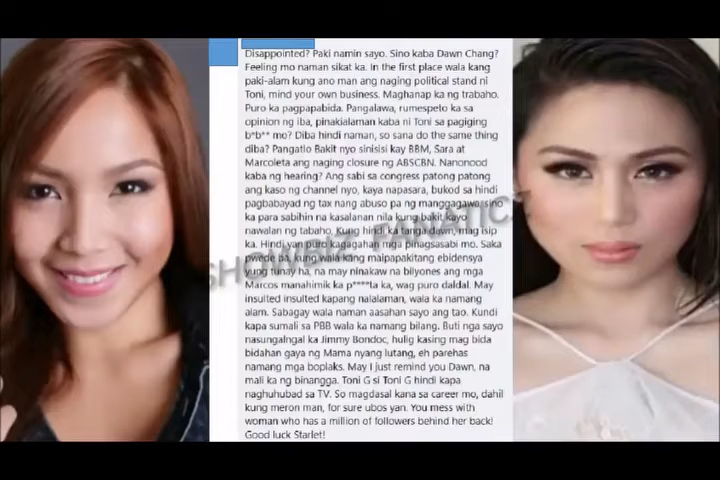 Disappointed? Paki namin sayo. Sino kaba Dawn Chang?
Feeling mo naman sikat ka. In the first place wala kang
paki-alam kung ano man ang naging political stand ni
Toni, mind your own business. Maghanap ka ng trabaho.
Puro ka pagpapabida. Pangalawa, rumespeto ka sa
opinyon ng iba, pinakialaman kaba ni Toni sa pagiging
b*b** mo? Diba hindi naman, so sana do the same thing
diba? Pangatlo Bakit nyo sinisisi kay BBM, Sara at
Marcoleta ang naging closure ng ABSCBN. Nanonood
kaba ng hearing? Ang sabi sa congress patong patong
ang kaso ng channel nyo, kaya napasara, bukod sa hindi
pagbabayad ng tax nang abuso pa ng manggagawa, sino
ka para sabihin na kasalanan nila kung bakit kayo
nawalan ng tabaho. Kung di ka tanga dawn, mag isip
ka. Hindi yan puro dagahan mga pinagsasabi mo. Saka
pwede ba, kung wala kang maipapakitang ebidensya
kung tunay ha, na may ninakaw na bilyones ang mga
Marcos manahimik ka p****la ka, wag puro daldal. May
insulted insulted kapang nalalaman, wala ka namang
alam. Sabagay wala naman aasahan sayo ang tao. Kundi
kapa sumali sa PBB wala ka namang bilang. Buti nga sayo
nasungalngal ka Jimmy Bondoc, hulig kasing mag bida
bidahan gaya ng Mama nyang lutang, eh parehas
namang mga boplaks. May I just remind you Dawn, na
mali ka ng binangga. Toni G si Toni G hindi kapa
naghuhubad sa TV. So magdasal kana sa career mo, dahil
kung meron man, for sure ubos yan. You mess with
woman who has a million of followers behind her back!
Good luck Starlet!
SHOWBIZ FANATICS